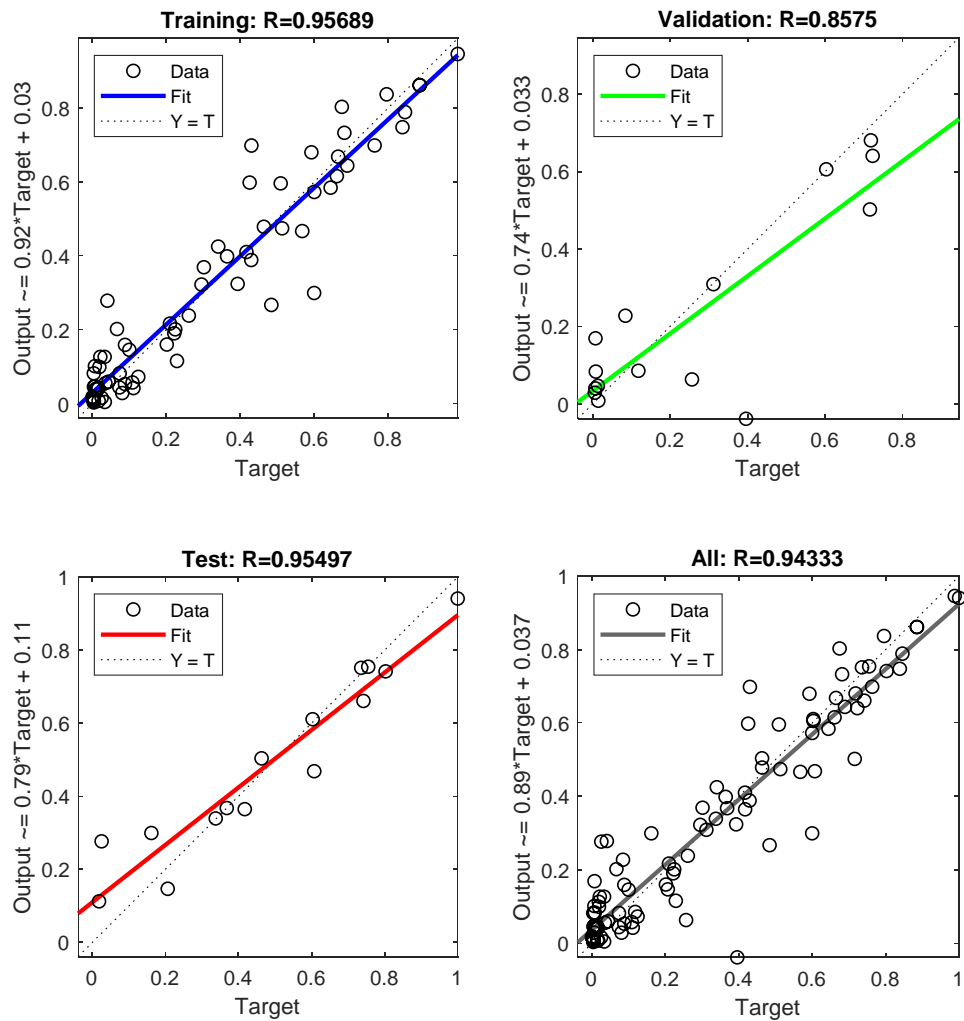 Training: R=0.95689
Output ~= 0.92*Target + 0.03
Data
Fit
Y = T
0.8
0.6
0.4
0.2
0
0 0.2 0.4 0.6 0.8
Target
Validation: R=0.8575
Output ~= 0.74*Target + 0.033
Data
Fit
Y = T
0.8
0.6
0.4
0.2
0
0 0.2 0.4 0.6 0.8
Target
Test: R=0.95497
Output ~= 0.79*Target + 0.11
Data
Fit
Y = T
1
0.8
0.6
0.4
0.2
0
0 0.2 0.4 0.6 0.8 1
Target
All: R=0.94333
Output ~= 0.89*Target + 0.037
Data
Fit
Y = T
1
0.8
0.6
0.4
0.2
0
0 0.2 0.4 0.6 0.8 1
Target